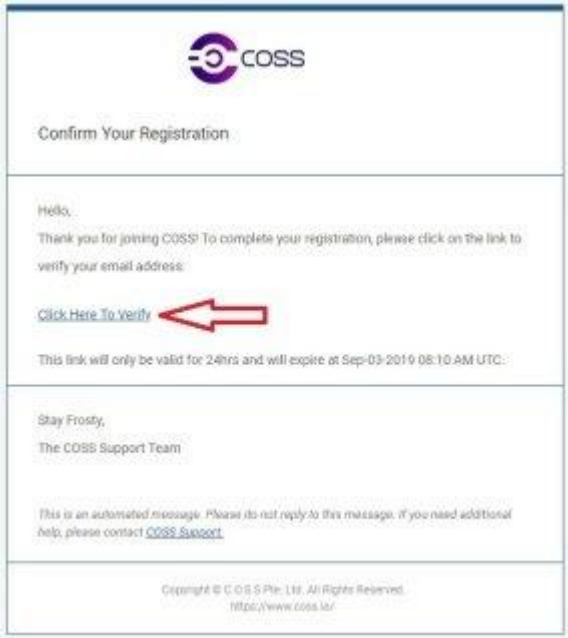 COSS
Confirm Your Registration
Hello,
Thank you for joining COSS! To complete your registration, please click on the link to
verify your email address:
Click Here To Verify
This link will only be valid for 24hrs and will expire at Sep-03-2019 08:10 AM UTC.
Stay Frosty,
The COSS Support Team
This is an automated message. Please do not reply to this message. If you need additional
help, please contact COSS Support.
Copyright © C.O.S.S Pte. Ltd. All Rights Reserved.
https://www.coss.io/